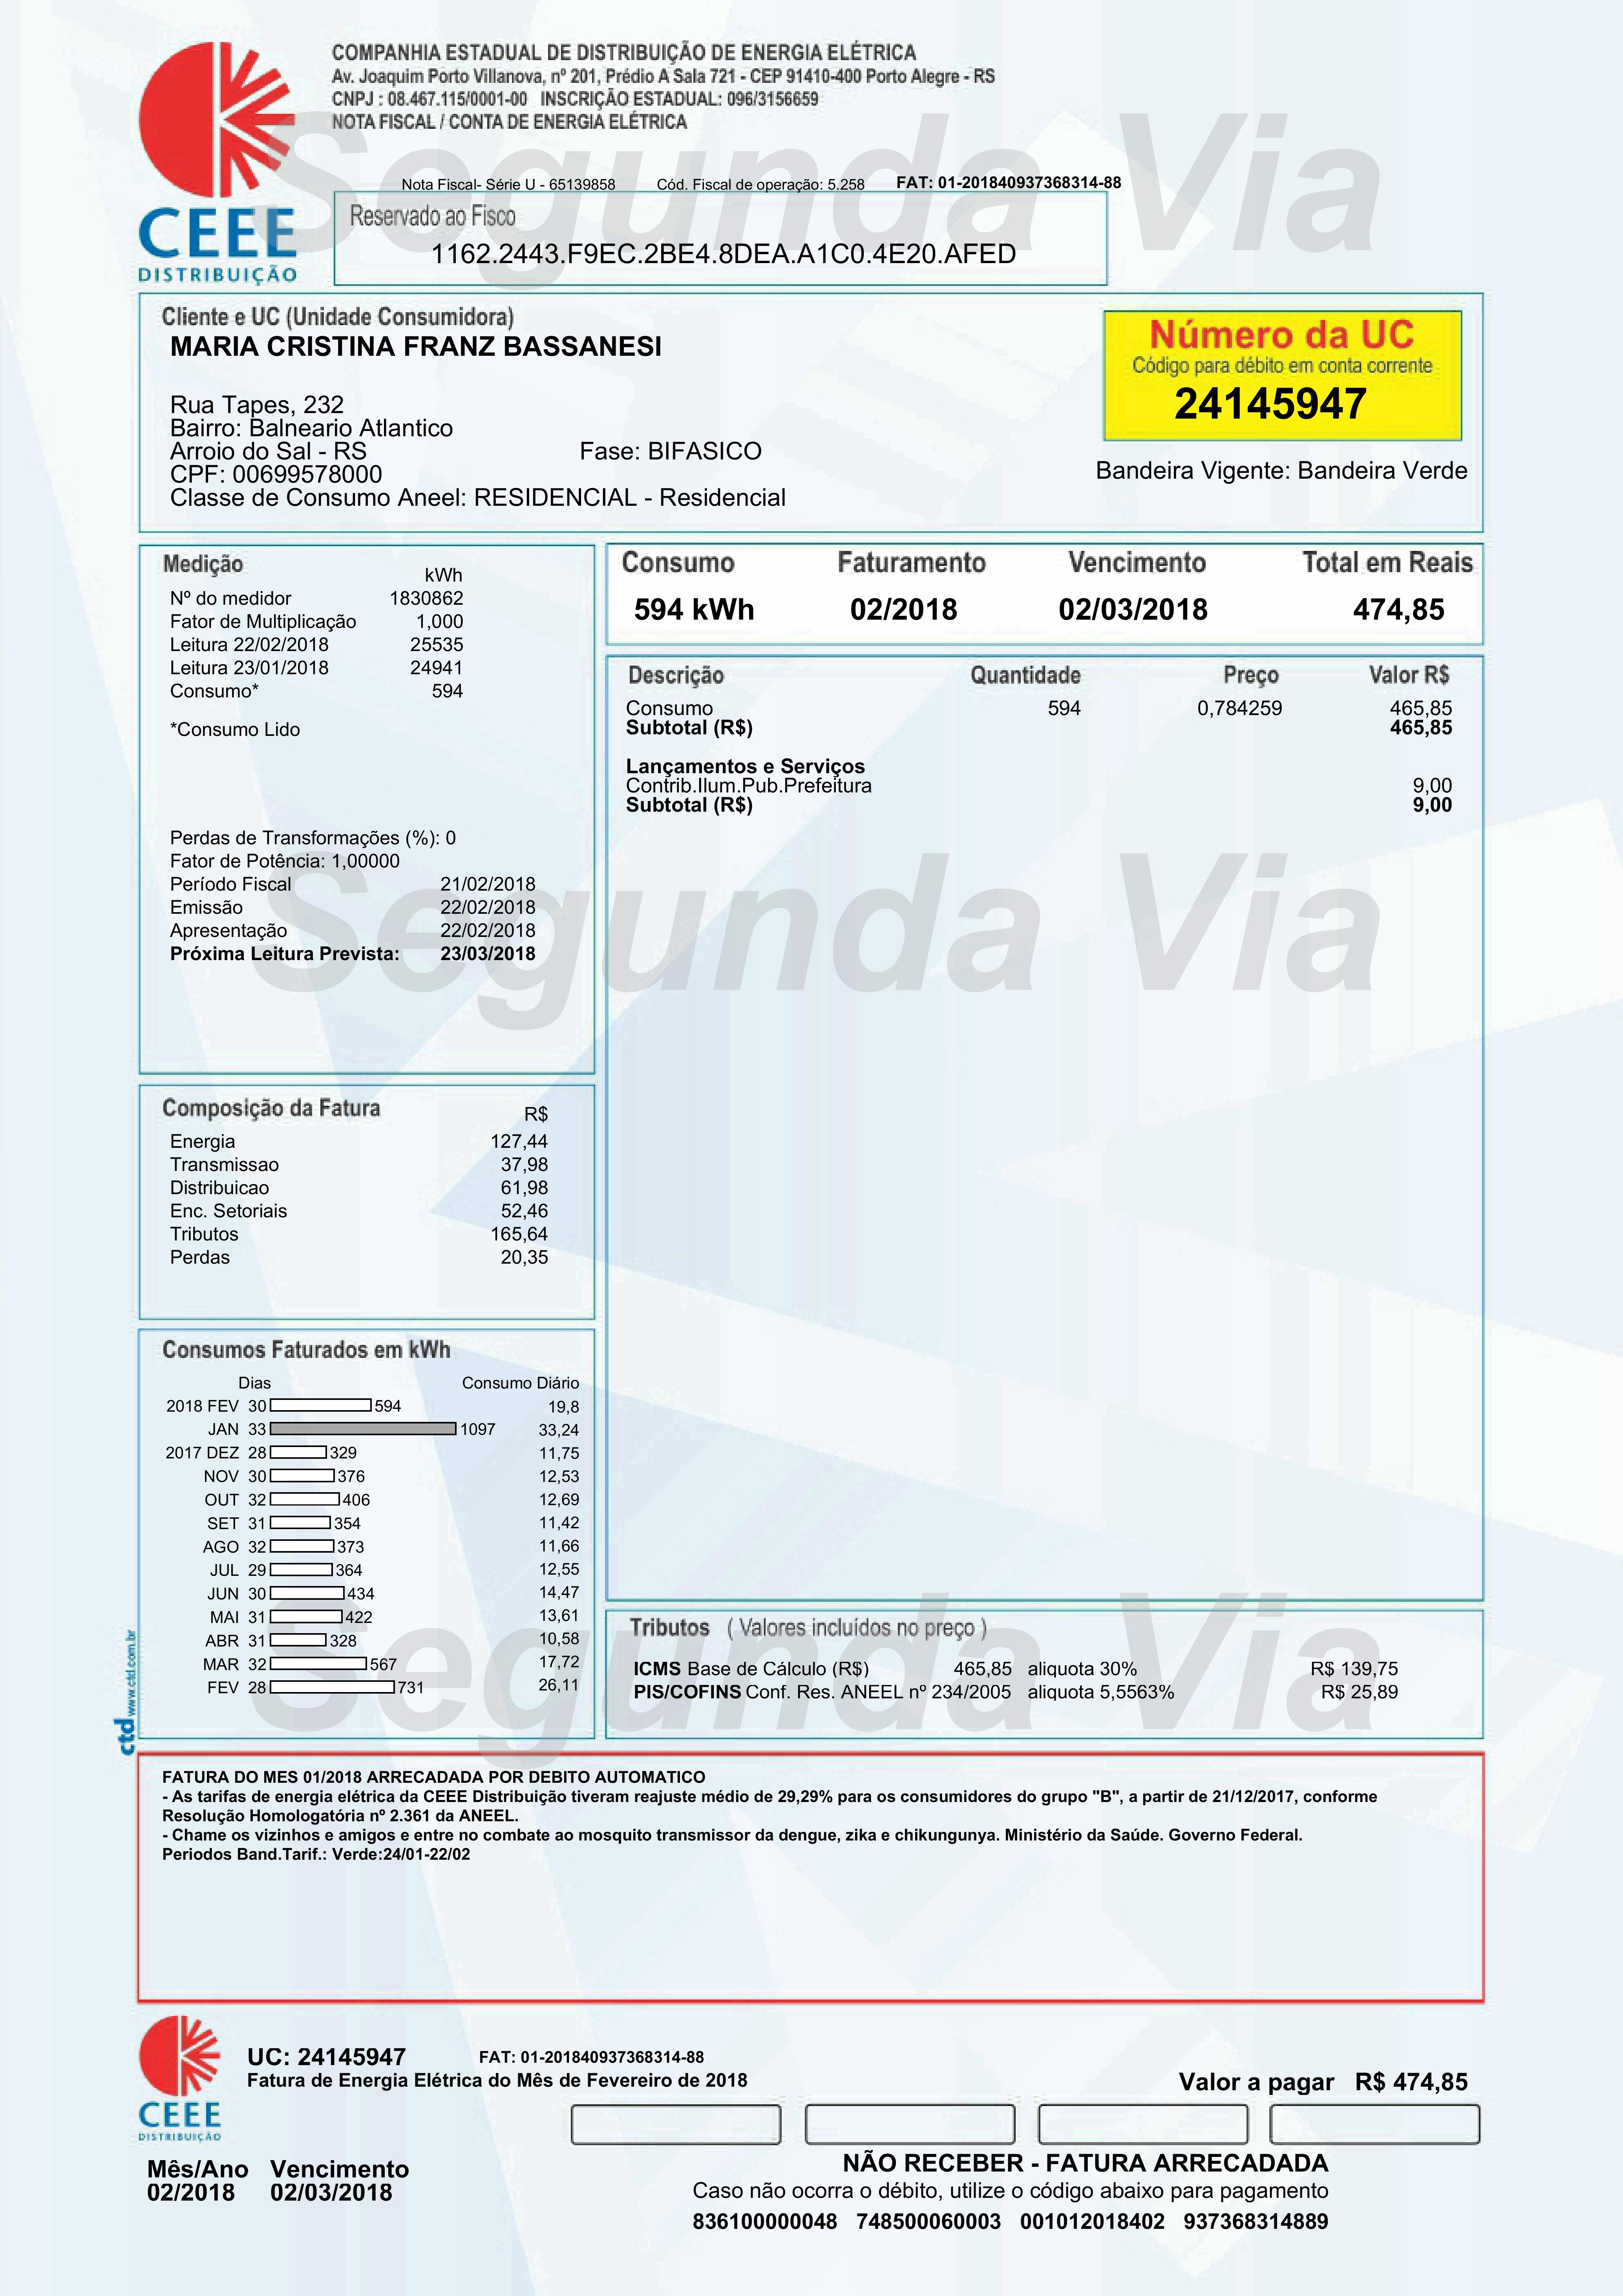 COMPANHIA ESTADUAL DE DISTRIBUIÇÃO DE ENERGIA ELÉTRICA
Av. Joaquim Porto Villanova, nº 201, Prédio A Sala 721 - CEP 91410-400 Porto Alegre - RS
CNPJ : 08.467.115/0001-00 INSCRIÇÃO ESTADUAL: 096/3156659
NOTA FISCAL / CONTA DE ENERGIA ELÉTRICA
Segunda Via
Nota Fiscal- Série U - 65139858 Cód. Fiscal de operação: 5.258 FAT: 01-201840937368314-88
CEEE
DISTRIBUIÇÃO
Reservado ao Fisco
1162.2443.F9EC.2BE4.8DEA.A1C0.4E20.AFED
Cliente e UC (Unidade Consumidora)
MARIA CRISTINA FRANZ BASSANESI
Rua Tapes, 232
Bairro: Balneario Atlantico
Arroio do Sal - RS Fase: BIFASICO
CPF: 00699578000
Classe de Consumo Aneel: RESIDENCIAL - Residencial
Número da UC
Código para débito em conta corrente
24145947
Bandeira Vigente: Bandeira Verde
Medição
kWh
Nº do medidor 1830862
Fator de Multiplicação 1,000
Leitura 22/02/2018 25535
Leitura 23/01/2018 24941
Consumo* 594
*Consumo Lido
Perdas de Transformações (%): 0
Fator de Potência: 1,00000
Período Fiscal 21/02/2018
Emissão 22/02/2018
Apresentação 22/02/2018
Próxima Leitura Prevista: 23/03/2018
Consumo Faturamento Vencimento Total em Reais
594 kWh 02/2018 02/03/2018 474,85
Descrição Quantidade Preço Valor R$
Consumo 594 0,784259 465,85
Subtotal (R$) 465,85
Lançamentos e Serviços
Contrib.Ilum.Pub.Prefeitura 9,00
Subtotal (R$) 9,00
Segunda Via
Composição da Fatura R$
Energia 127,44
Transmissao 37,98
Distribuicao 61,98
Enc. Setoriais 52,46
Tributos 165,64
Perdas 20,35
Consumos Faturados em kWh
Dias Consumo Diário
2018 FEV 30 594 19,8
JAN 33 1097 33,24
2017 DEZ 28 329 11,75
NOV 30 376 12,53
OUT 32 406 12,69
SET 31 354 11,42
AGO 32 373 11,66
JUL 29 364 12,55
JUN 30 434 14,47
MAI 31 422 13,61
ABR 31 328 10,58
MAR 32 567 17,72
FEV 28 731 26,11
Segunda Via
Tributos ( Valores incluídos no preço )
ICMS Base de Cálculo (R$) 465,85 aliquota 30% R$ 139,75
PIS/COFINS Conf. Res. ANEEL nº 234/2005 aliquota 5,5563% R$ 25,89
ctd www.ctd.com.br
FATURA DO MES 01/2018 ARRECADADA POR DEBITO AUTOMATICO
- As tarifas de energia elétrica da CEEE Distribuição tiveram reajuste médio de 29,29% para os consumidores do grupo "B", a partir de 21/12/2017, conforme
Resolução Homologatória nº 2.361 da ANEEL.
- Chame os vizinhos e amigos e entre no combate ao mosquito transmissor da dengue, zika e chikungunya. Ministério da Saúde. Governo Federal.
Periodos Band.Tarif.: Verde:24/01-22/02
CEEE
DISTRIBUIÇÃO
UC: 24145947 FAT: 01-201840937368314-88
Fatura de Energia Elétrica do Mês de Fevereiro de 2018
Valor a pagar R$ 474,85
Mês/Ano Vencimento
02/2018 02/03/2018
NÃO RECEBER - FATURA ARRECADADA
Caso não ocorra o débito, utilize o código abaixo para pagamento
836100000048 748500060003 001012018402 937368314889